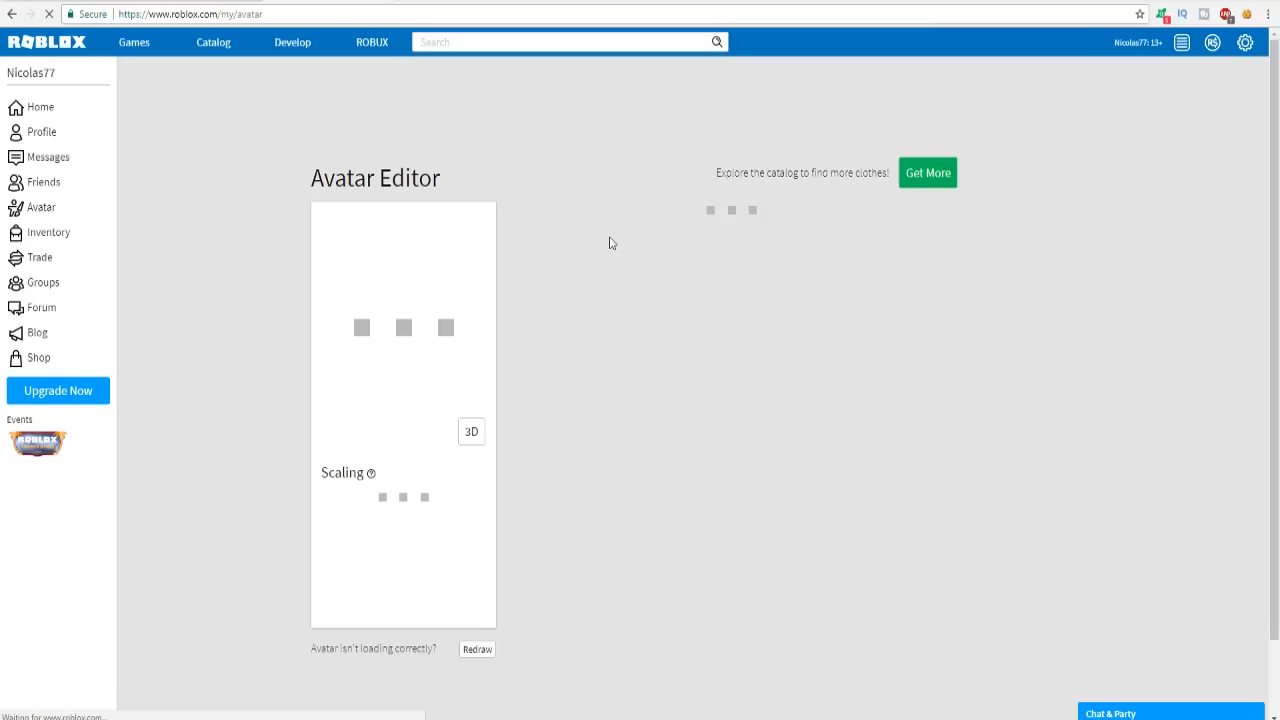 Secure https://www.roblox.com/my/avatar
ROBLOX Games Catalog Develop ROBUX Search Nicolas77: 13+ R$
Nicolas77
Home
Profile
Messages
Friends
Avatar
Inventory
Trade
Groups
Forum
Blog
Shop
Upgrade Now
Events
ROBLOX
Avatar Editor
Explore the catalog to find more clothes! Get More
3D
Scaling
Avatar isn't loading correctly? Redraw
Waiting for www.roblox.com...
Chat & Party